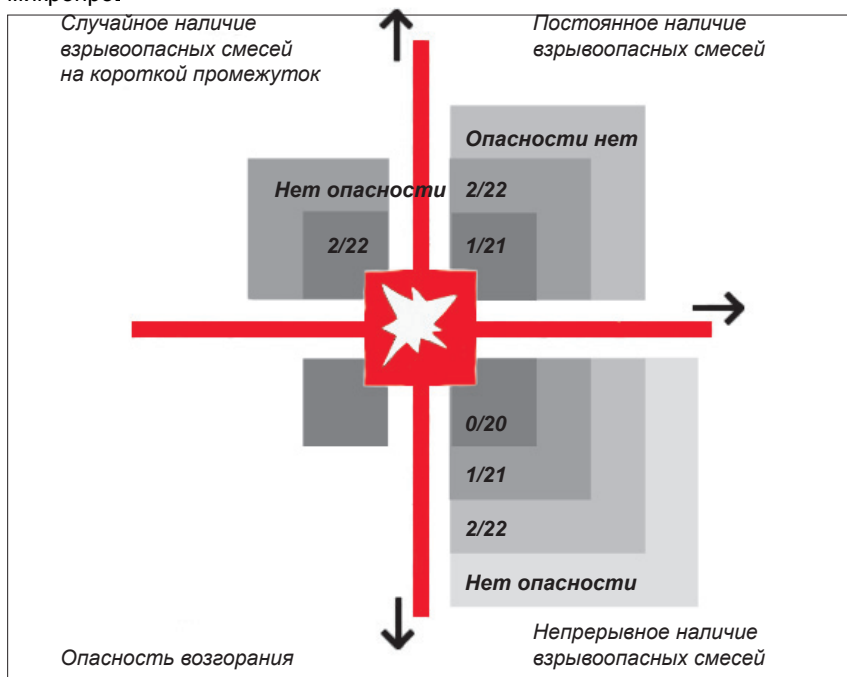 Случайное наличие
взрывоопасных смесей
на короткой промежуток
Постоянное наличие
взрывоопасных смесей
Опасности нет
Нет опасности
2/22
2/22
1/21
0/20
1/21
2/22
Нет опасности
Опасность возгорания
Непрерывное наличие
взрывоопасных смесей